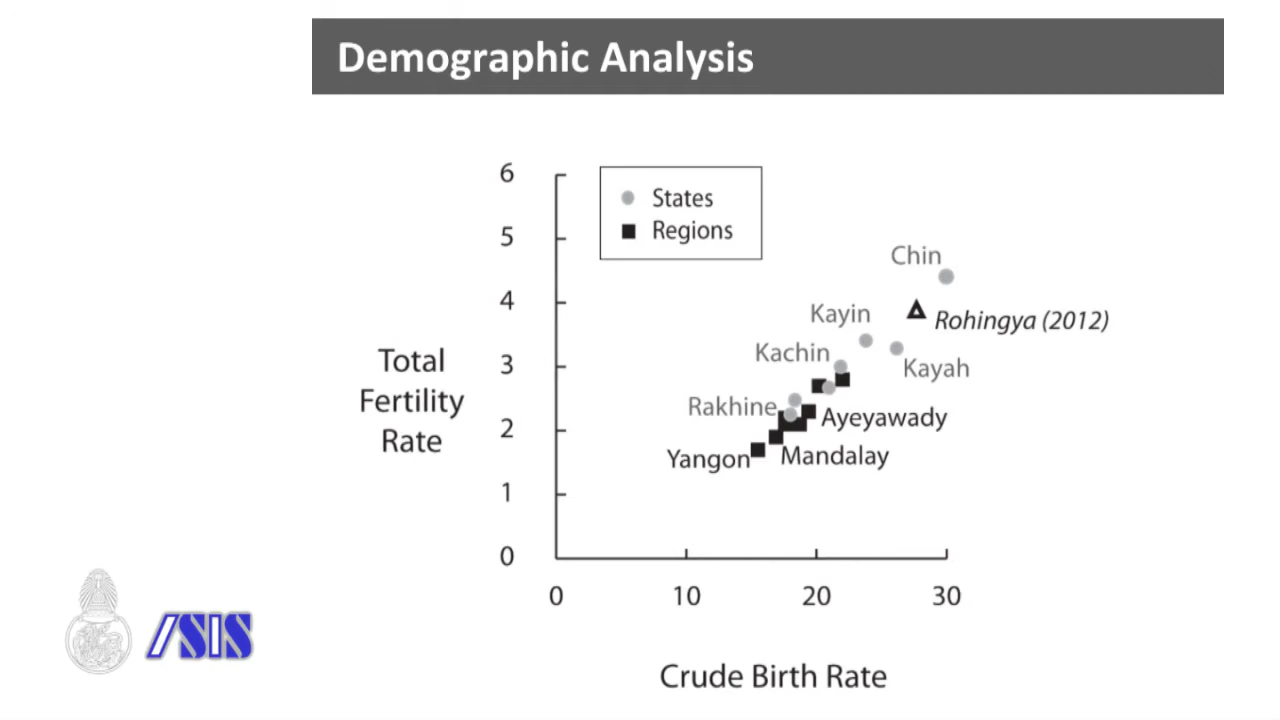 Demographic Analysis
6
5
4
3
2
1
0
States
Regions
Chin
Kayin
Rohingya (2012)
Kachin
Kayah
Rakhine
Ayeyawady
Yangon
Mandalay
Total
Fertility
Rate
0 10 20 30
Crude Birth Rate
ISIS